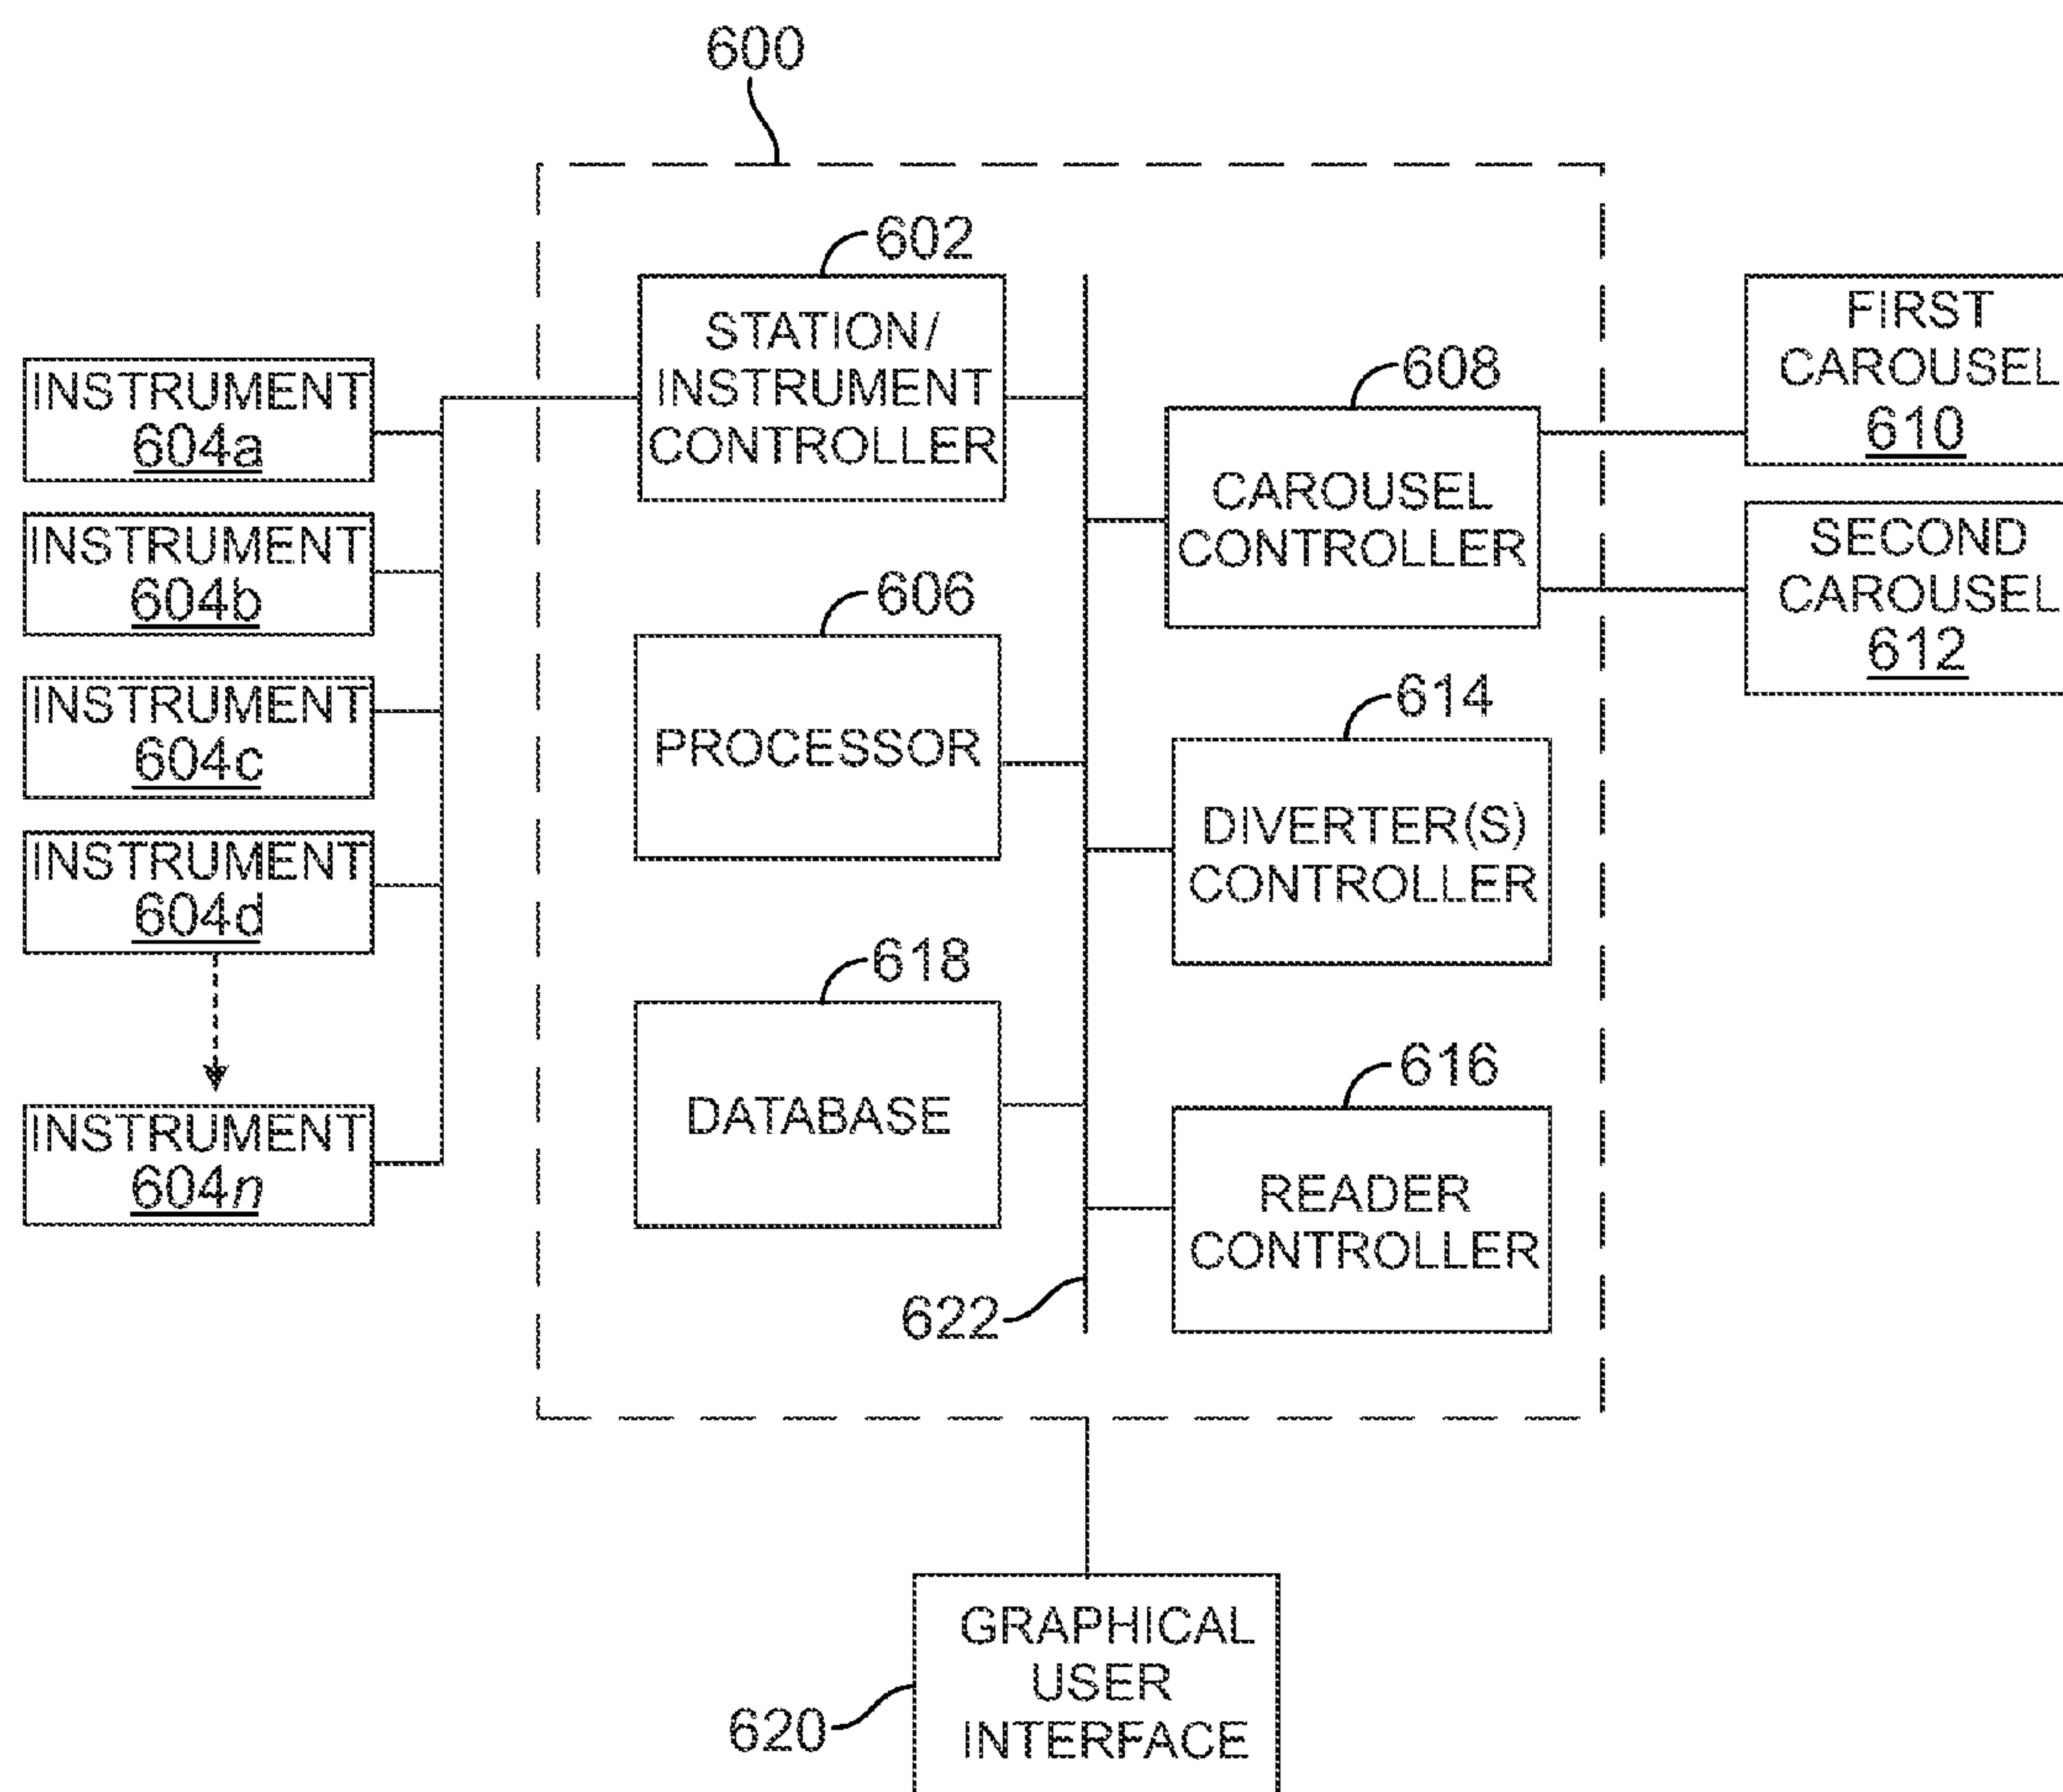 600
602
STATION/
INSTRUMENT
CONTROLLER
INSTRUMENT
604a
INSTRUMENT
604b
INSTRUMENT
604c
INSTRUMENT
604d
INSTRUMENT
604n
606
PROCESSOR
618
DATABASE
608
CAROUSEL
CONTROLLER
614
DIVERTER(S)
CONTROLLER
616
READER
CONTROLLER
622
FIRST
CAROUSEL
610
SECOND
CAROUSEL
612
GRAPHICAL
USER
INTERFACE
620